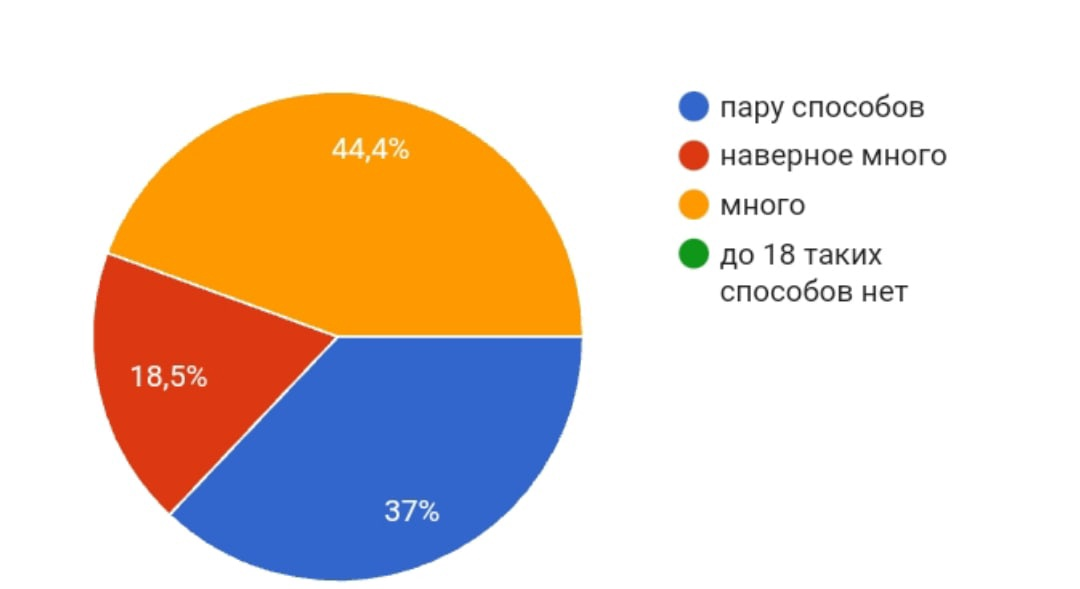 44,4%
18,5%
37%
пару способов
наверное много
много
до 18 таких
способов нет